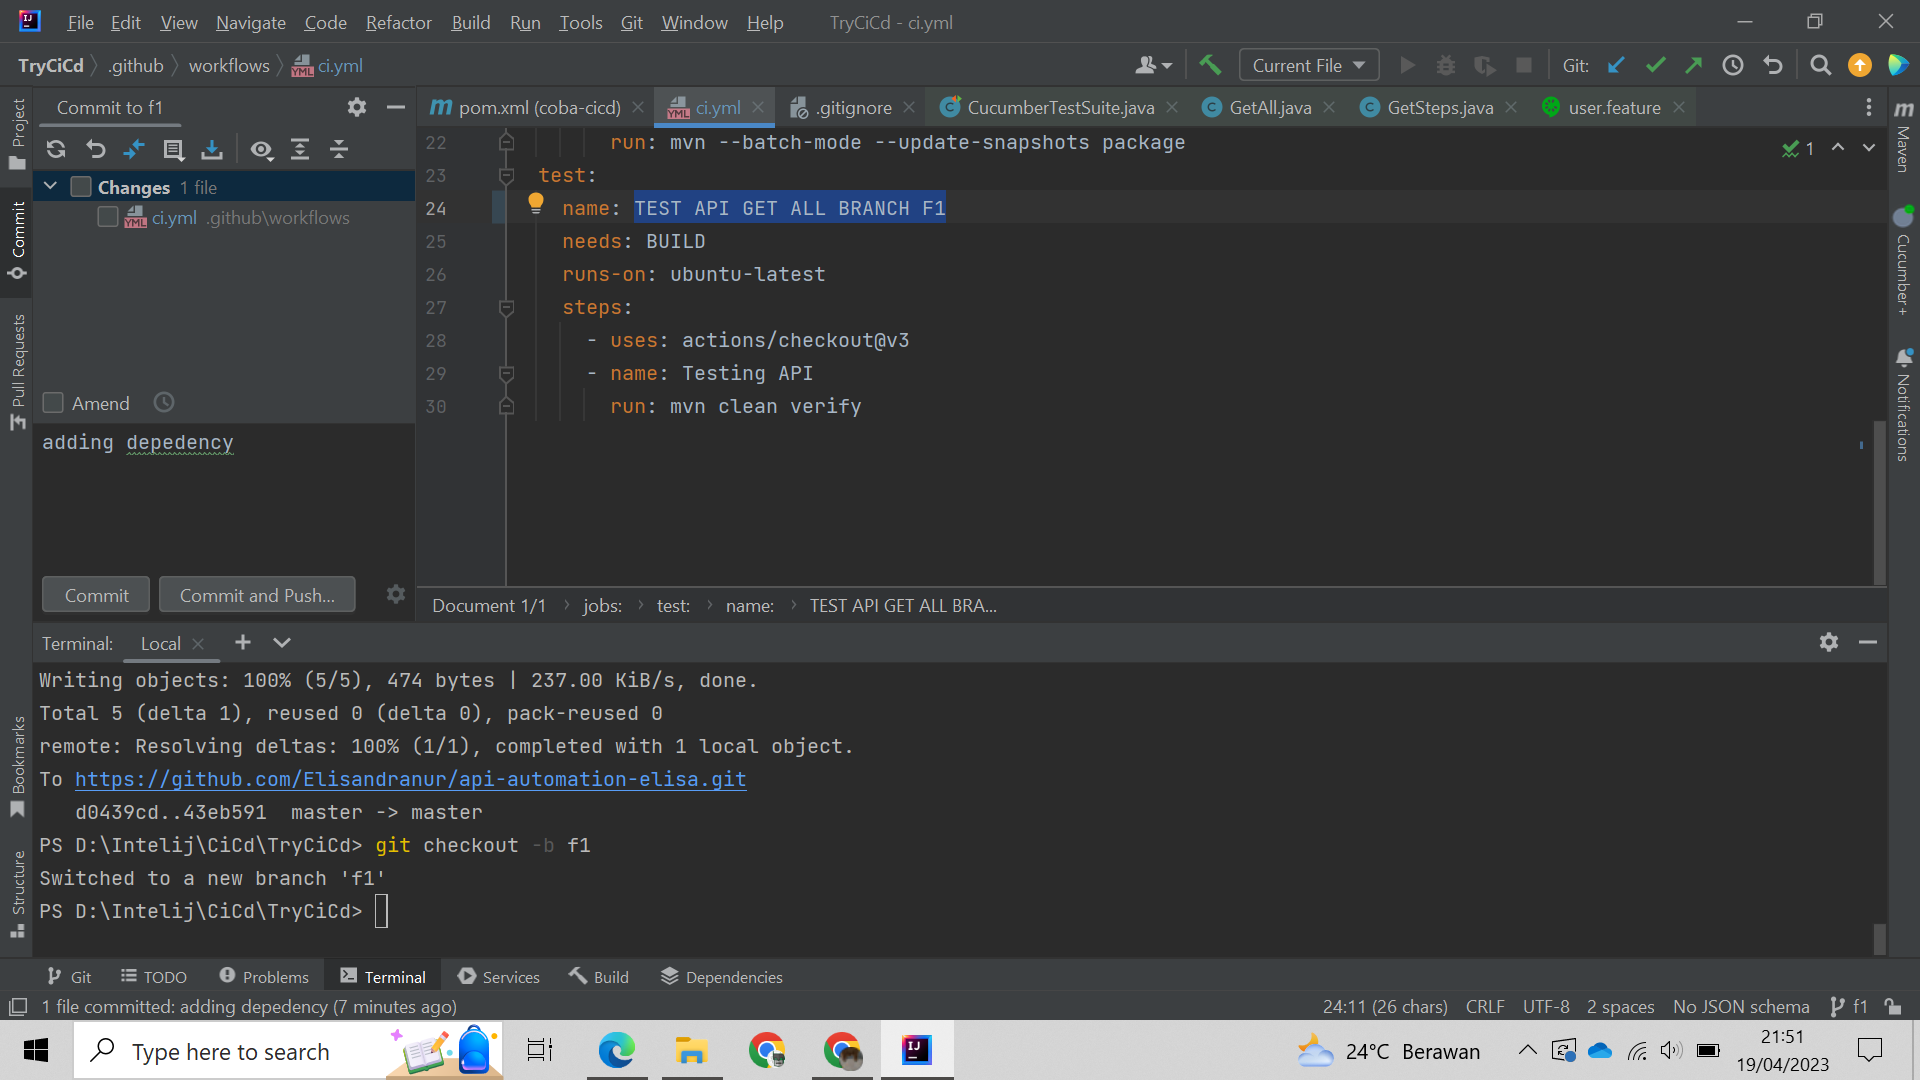 File Edit View Navigate Code Refactor Build Run Tools Git Window Help TryCiCd - ci.yml
TryCiCd .github workflows ci.yml Current File Git:
Commit to f1
pom.xml (coba-cicd) ci.yml .gitignore CucumberTestSuite.java GetAll.java GetSteps.java user.feature
Changes 1 file
ci.yml .github\workflows
Amend
adding depedency
Commit Commit and Push...
22 run: mvn --batch-mode --update-snapshots package
1
23 test:
24 name: TEST API GET ALL BRANCH F1
25 needs: BUILD
26 runs-on: ubuntu-latest
27 steps:
28 - uses: actions/checkout@v3
29 - name: Testing API
30 run: mvn clean verify
Document 1/1 jobs: test: name: TEST API GET ALL BRA...
Project
Commit
Pull Requests
Bookmarks
Structure
Maven
Cucumber+
Notifications
Terminal: Local
Writing objects: 100% (5/5), 474 bytes | 237.00 KiB/s, done.
Total 5 (delta 1), reused 0 (delta 0), pack-reused 0
remote: Resolving deltas: 100% (1/1), completed with 1 local object.
To https://github.com/Elisandranur/api-automation-elisa.git
d0439cd..43eb591 master -> master
PS D:\Intelij\CiCd\TryCiCd> git checkout -b f1
Switched to a new branch 'f1'
PS D:\Intelij\CiCd\TryCiCd>
Git TODO Problems Terminal Services Build Dependencies
1 file committed: adding depedency (7 minutes ago) 24:11 (26 chars) CRLF UTF-8 2 spaces No JSON schema f1
Type here to search 24°C Berawan 21:51
19/04/2023